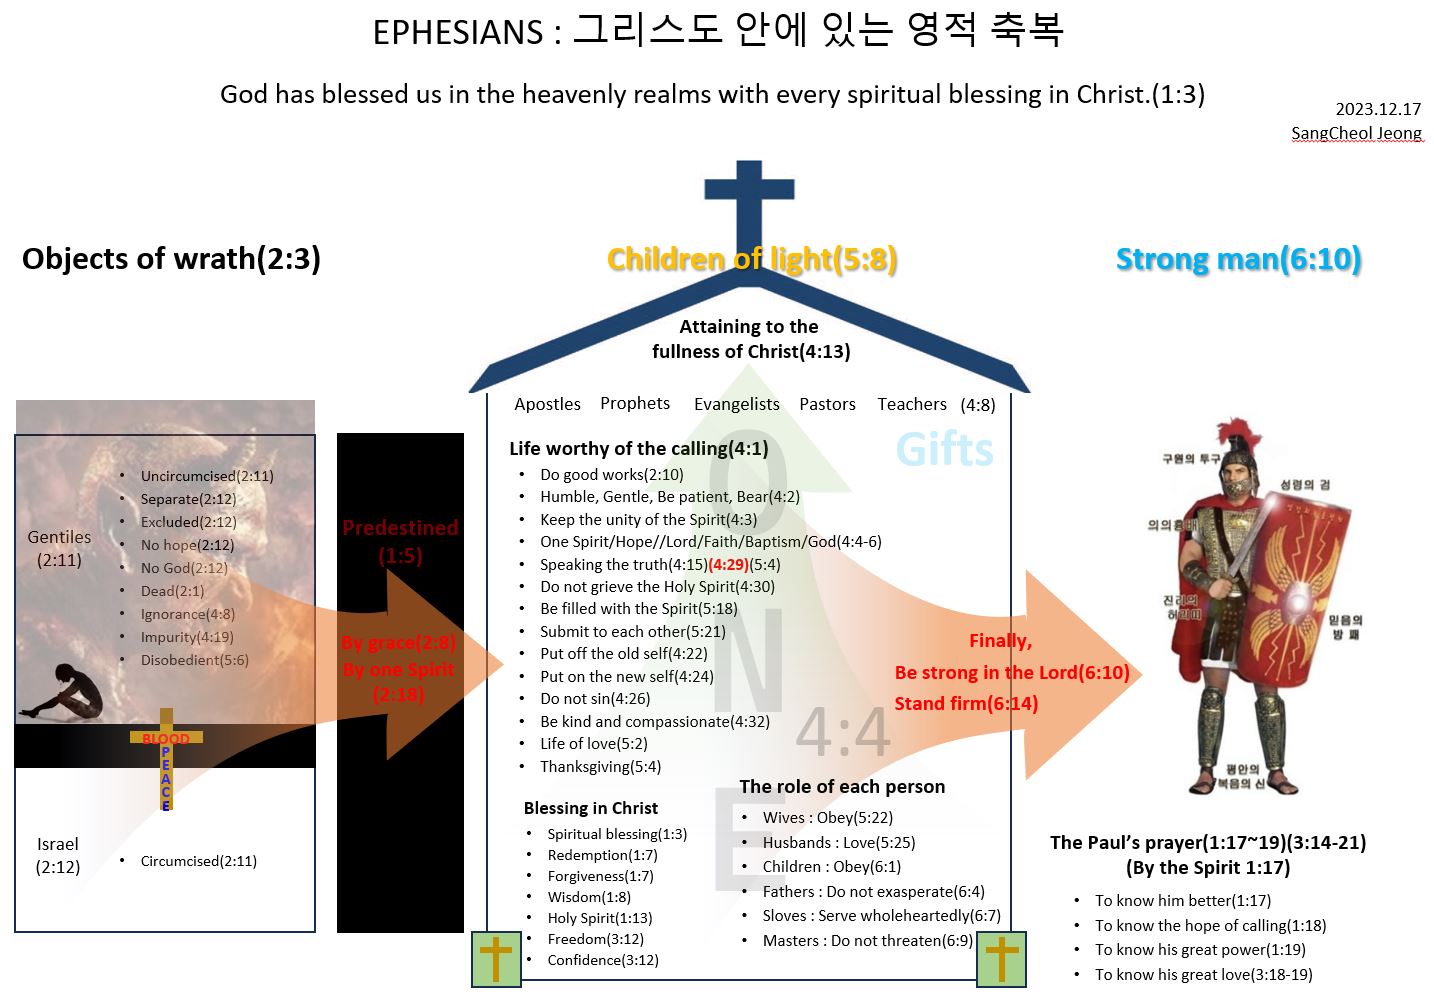 EPHESIANS : 그리스도 안에 있는 영적 축복
God has blessed us in the heavenly realms with every spiritual blessing in Christ.(1:3)
2023.12.17
SangCheol Jeong
Objects of wrath(2:3)
Children of light(5:8)
Strong man(6:10)
Gentiles
(2:11)
• Uncircumcised(2:11)
• Separate(2:12)
• Excluded(2:12)
• No hope(2:12)
• No God(2:12)
• Dead(2:1)
• Ignorance(4:8)
• Impurity(4:19)
• Disobedient(5:6)
BLOOD
PEACE
Israel
(2:12)
• Circumcised(2:11)
Predestined
(1:5)
By grace(2:8)
By one Spirit
(2:18)
Attaining to the
fullness of Christ(4:13)
Apostles Prophets Evangelists Pastors Teachers (4:8)
Gifts
Life worthy of the calling(4:1)
• Do good works(2:10)
• Humble, Gentle, Be patient, Bear(4:2)
• Keep the unity of the Spirit(4:3)
• One Spirit/Hope//Lord/Faith/Baptism/God(4:4-6)
• Speaking the truth(4:15)(4:29)(5:4)
• Do not grieve the Holy Spirit(4:30)
• Be filled with the Spirit(5:18)
• Submit to each other(5:21)
• Put off the old self(4:22)
• Put on the new self(4:24)
• Do not sin(4:26)
• Be kind and compassionate(4:32)
• Life of love(5:2)
• Thanksgiving(5:4)
ONE
4:4
Blessing in Christ
• Spiritual blessing(1:3)
• Redemption(1:7)
• Forgiveness(1:7)
• Wisdom(1:8)
• Holy Spirit(1:13)
• Freedom(3:12)
• Confidence(3:12)
The role of each person
• Wives : Obey(5:22)
• Husbands : Love(5:25)
• Children : Obey(6:1)
• Fathers : Do not exasperate(6:4)
• Sloves : Serve wholeheartedly(6:7)
• Masters : Do not threaten(6:9)
Finally,
Be strong in the Lord(6:10)
Stand firm(6:14)
구원의 투구
성령의 검
의의흉배
진리의
허리띠
믿음의
방 패
평안의
복음의 신
The Paul's prayer(1:17~19)(3:14-21)
(By the Spirit 1:17)
• To know him better(1:17)
• To know the hope of calling(1:18)
• To know his great power(1:19)
• To know his great love(3:18-19)